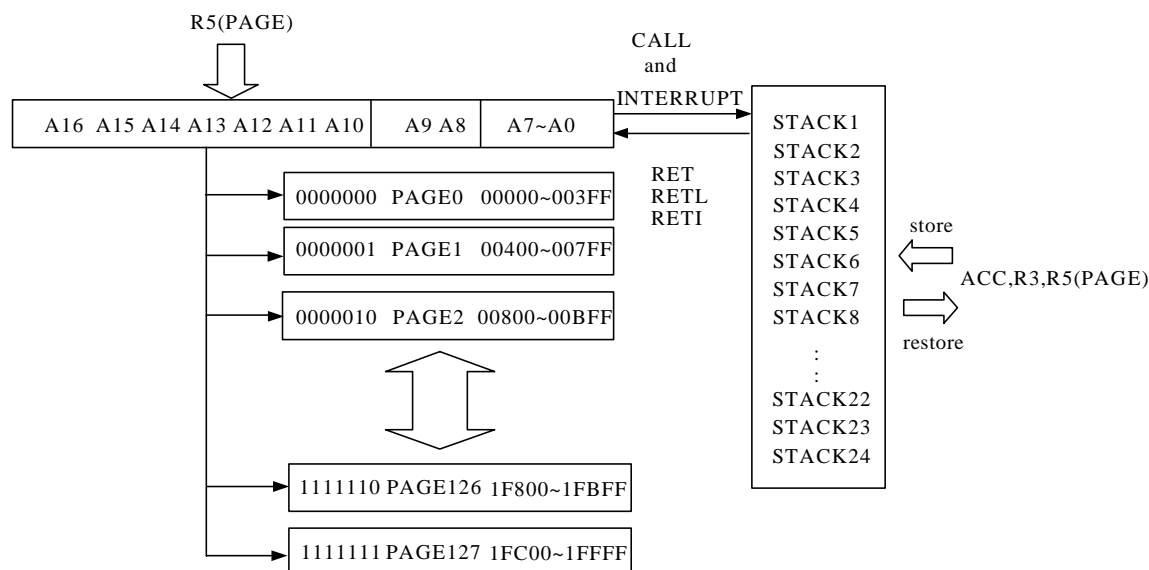 R5(PAGE)
A16 A15 A14 A13 A12 A11 A10 A9 A8 A7~A0
CALL
and
INTERRUPT
RET
RETL
RETI
0000000 PAGE0 00000~003FF
0000001 PAGE1 00400~007FF
0000010 PAGE2 00800~00BFF
1111110 PAGE126 1F800~1FBFF
1111111 PAGE127 1FC00~1FFFF
STACK1
STACK2
STACK3
STACK4
STACK5
STACK6
STACK7
STACK8
:
:
STACK22
STACK23
STACK24
store
ACC,R3,R5(PAGE)
restore